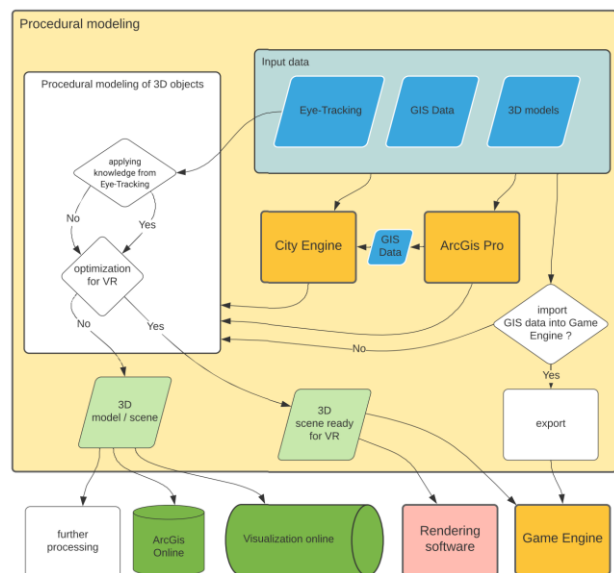 Procedural modeling
Input data
Procedural modeling of 3D objects
Eye-Tracking
GIS Data
3D models
applying
knowledge from
Eye-Tracking
No
Yes
City Engine
GIS
Data
ArcGis Pro
optimization
for VR
No
Yes
import
GIS data into Game
Engine ?
No
Yes
3D
model / scene
3D
scene ready
for VR
export
further
processing
ArcGis
Online
Visualization online
Rendering
software
Game Engine